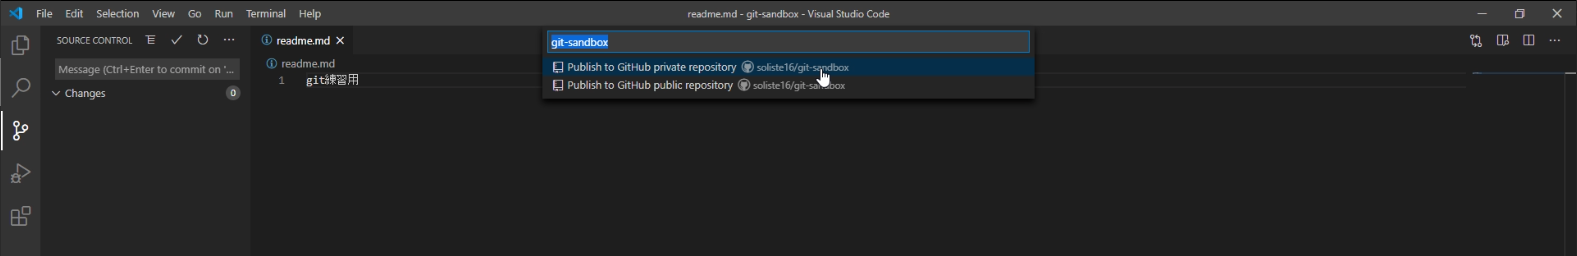 File Edit Selection View Go Run Terminal Help
readme.md - git-sandbox - Visual Studio Code
SOURCE CONTROL
Message (Ctrl+Enter to commit on '...
Changes 0
readme.md
readme.md
1 git練習用
git-sandbox
Publish to GitHub private repository soliste16/git-sandbox
Publish to GitHub public repository soliste16/git-sandbox